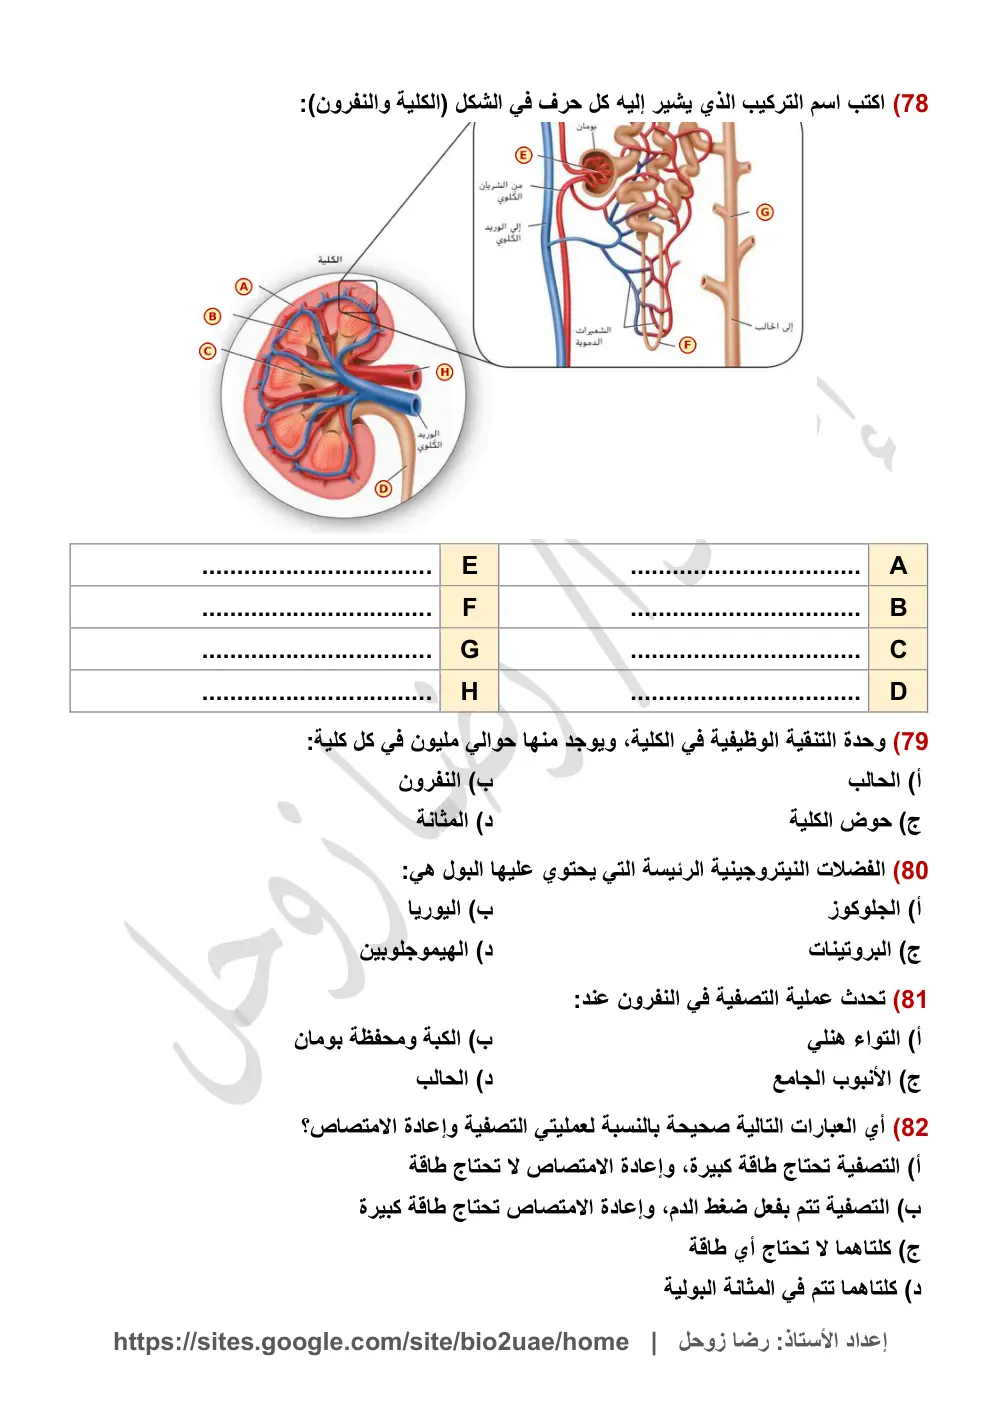 78) اكتب اسم التركيب الذي يشير إليه كل حرف في الشكل (الكلية والنفرون):
بومان
E
من الشريان
الكلوي
G
إلى الوريد
الكلوي
الكلية
A
B
الشعيرات
الدموية
إلى الحالب
F
C
H
الوريد
الكلوي
D
A ................................. E .................................
B ................................. F .................................
C ................................. G .................................
D ................................. H .................................
79) وحدة التنقية الوظيفية في الكلية، ويوجد منها حوالي مليون في كل كلية:
أ) الحالب ب) النفرون
ج) حوض الكلية د) المثانة
80) الفضلات النيتروجينية الرئيسة التي يحتوي عليها البول هي:
أ) الجلوكوز ب) اليوريا
ج) البروتينات د) الهيموجلوبين
81) تحدث عملية التصفية في النفرون عند:
أ) التواء هنلي ب) الكبة ومحفظة بومان
ج) الأنبوب الجامع د) الحالب
82) أي العبارات التالية صحيحة بالنسبة لعمليتي التصفية وإعادة الامتصاص؟
أ) التصفية تحتاج طاقة كبيرة، وإعادة الامتصاص لا تحتاج طاقة
ب) التصفية تتم بفعل ضغط الدم، وإعادة الامتصاص تحتاج طاقة كبيرة
ج) كلتاهما لا تحتاج أي طاقة
د) كلتاهما تتم في المثانة البولية
إعداد الأستاذ: رضا زوحل | https://sites.google.com/site/bio2uae/home
أ/ رضا زوحل